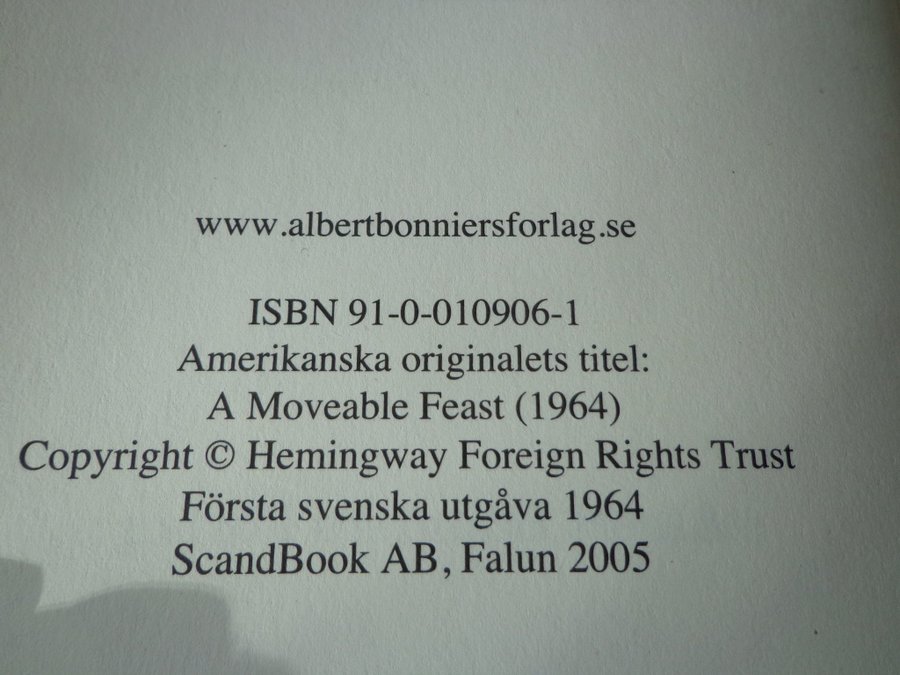 www.albertbonniersforlag.se
ISBN 91-0-010906-1
Amerikanska originalets titel:
A Moveable Feast (1964)
Copyright © Hemingway Foreign Rights Trust
Första svenska utgåva 1964
ScandBook AB, Falun 2005